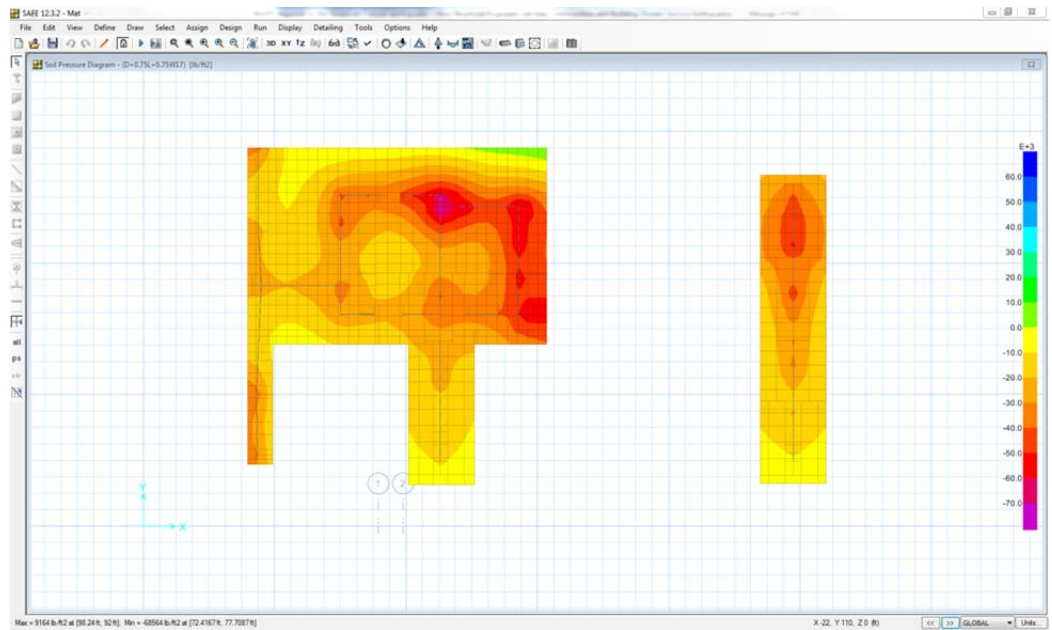 SAFE 12.3.2 - Mat
File Edit View Define Draw Select Assign Design Run Display Detailing Tools Options Help
3D XY
Soil Pressure Diagram - (D+0.75L+0.75W17) [lb/ft2]
all
ps
E+3
60.0
50.0
40.0
30.0
20.0
10.0
0.0
-10.0
-20.0
-30.0
-40.0
-50.0
-60.0
-70.0
1 2
Y
X
Max = 9164 lb/ft2 at [98.24 ft, 92 ft]; Min = -68564 lb/ft2 at [72.4167 ft, 77.7087 ft]
X -22, Y 110, Z 0 (ft)
<< >> GLOBAL Units...